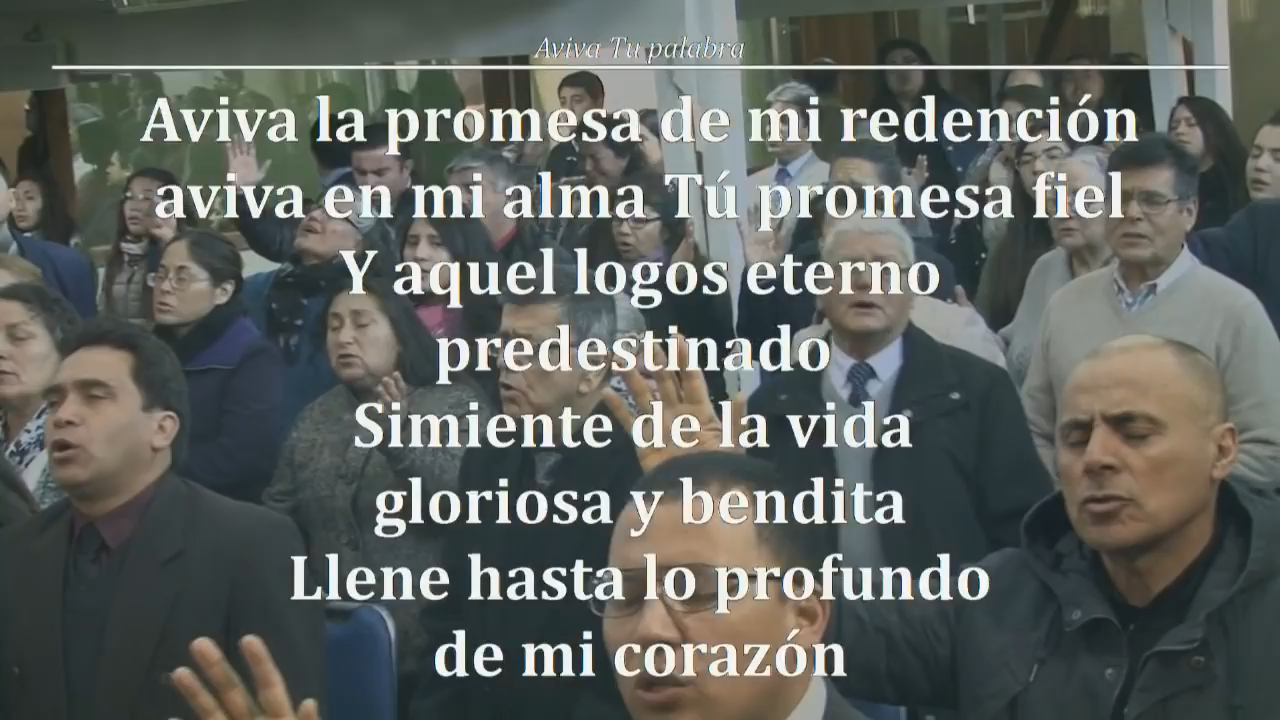 Aviva Tu palabra
Aviva la promesa de mi redención
aviva en mi alma Tú promesa fiel
Y aquel logos eterno
predestinado
Simiente de la vida
gloriosa y bendita
Llene hasta lo profundo
de mi corazón